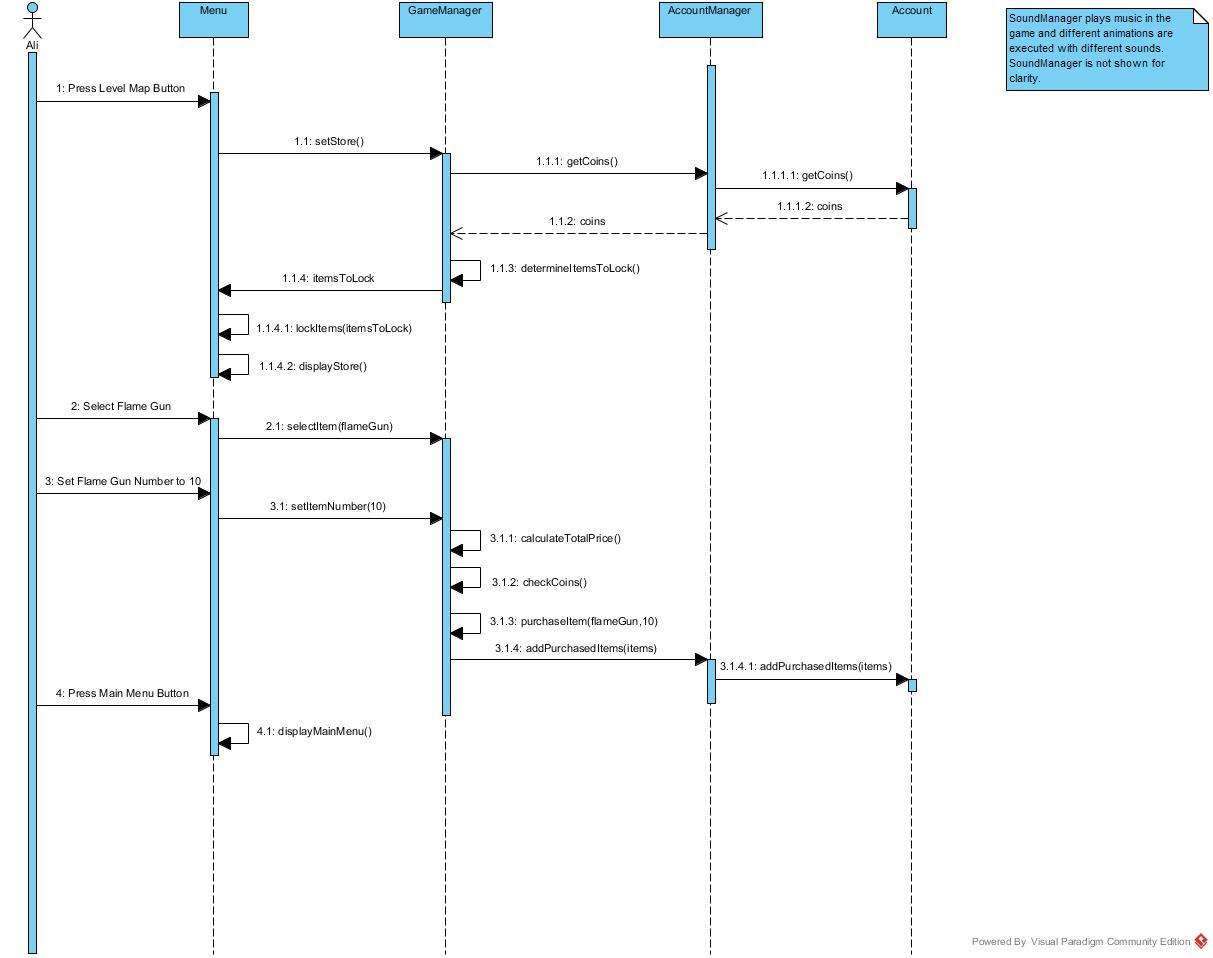 Menu
GameManager
AccountManager
Account
SoundManager plays music in the
game and different animations are
executed with different sounds.
SoundManager is not shown for
clarity.
Ali
1: Press Level Map Button
1.1: setStore()
1.1.1: getCoins()
1.1.1.1: getCoins()
1.1.1.2: coins
1.1.2: coins
1.1.3: determineItemsToLock()
1.1.4: itemsToLock
1.1.4.1: lockItems(itemsToLock)
1.1.4.2: displayStore()
2: Select Flame Gun
2.1: selectItem(flameGun)
3: Set Flame Gun Number to 10
3.1: setItemNumber(10)
3.1.1: calculateTotalPrice()
3.1.2: checkCoins()
3.1.3: purchaseItem(flameGun,10)
3.1.4: addPurchasedItems(items)
3.1.4.1: addPurchasedItems(items)
4: Press Main Menu Button
4.1: displayMainMenu()
Powered By Visual Paradigm Community Edition